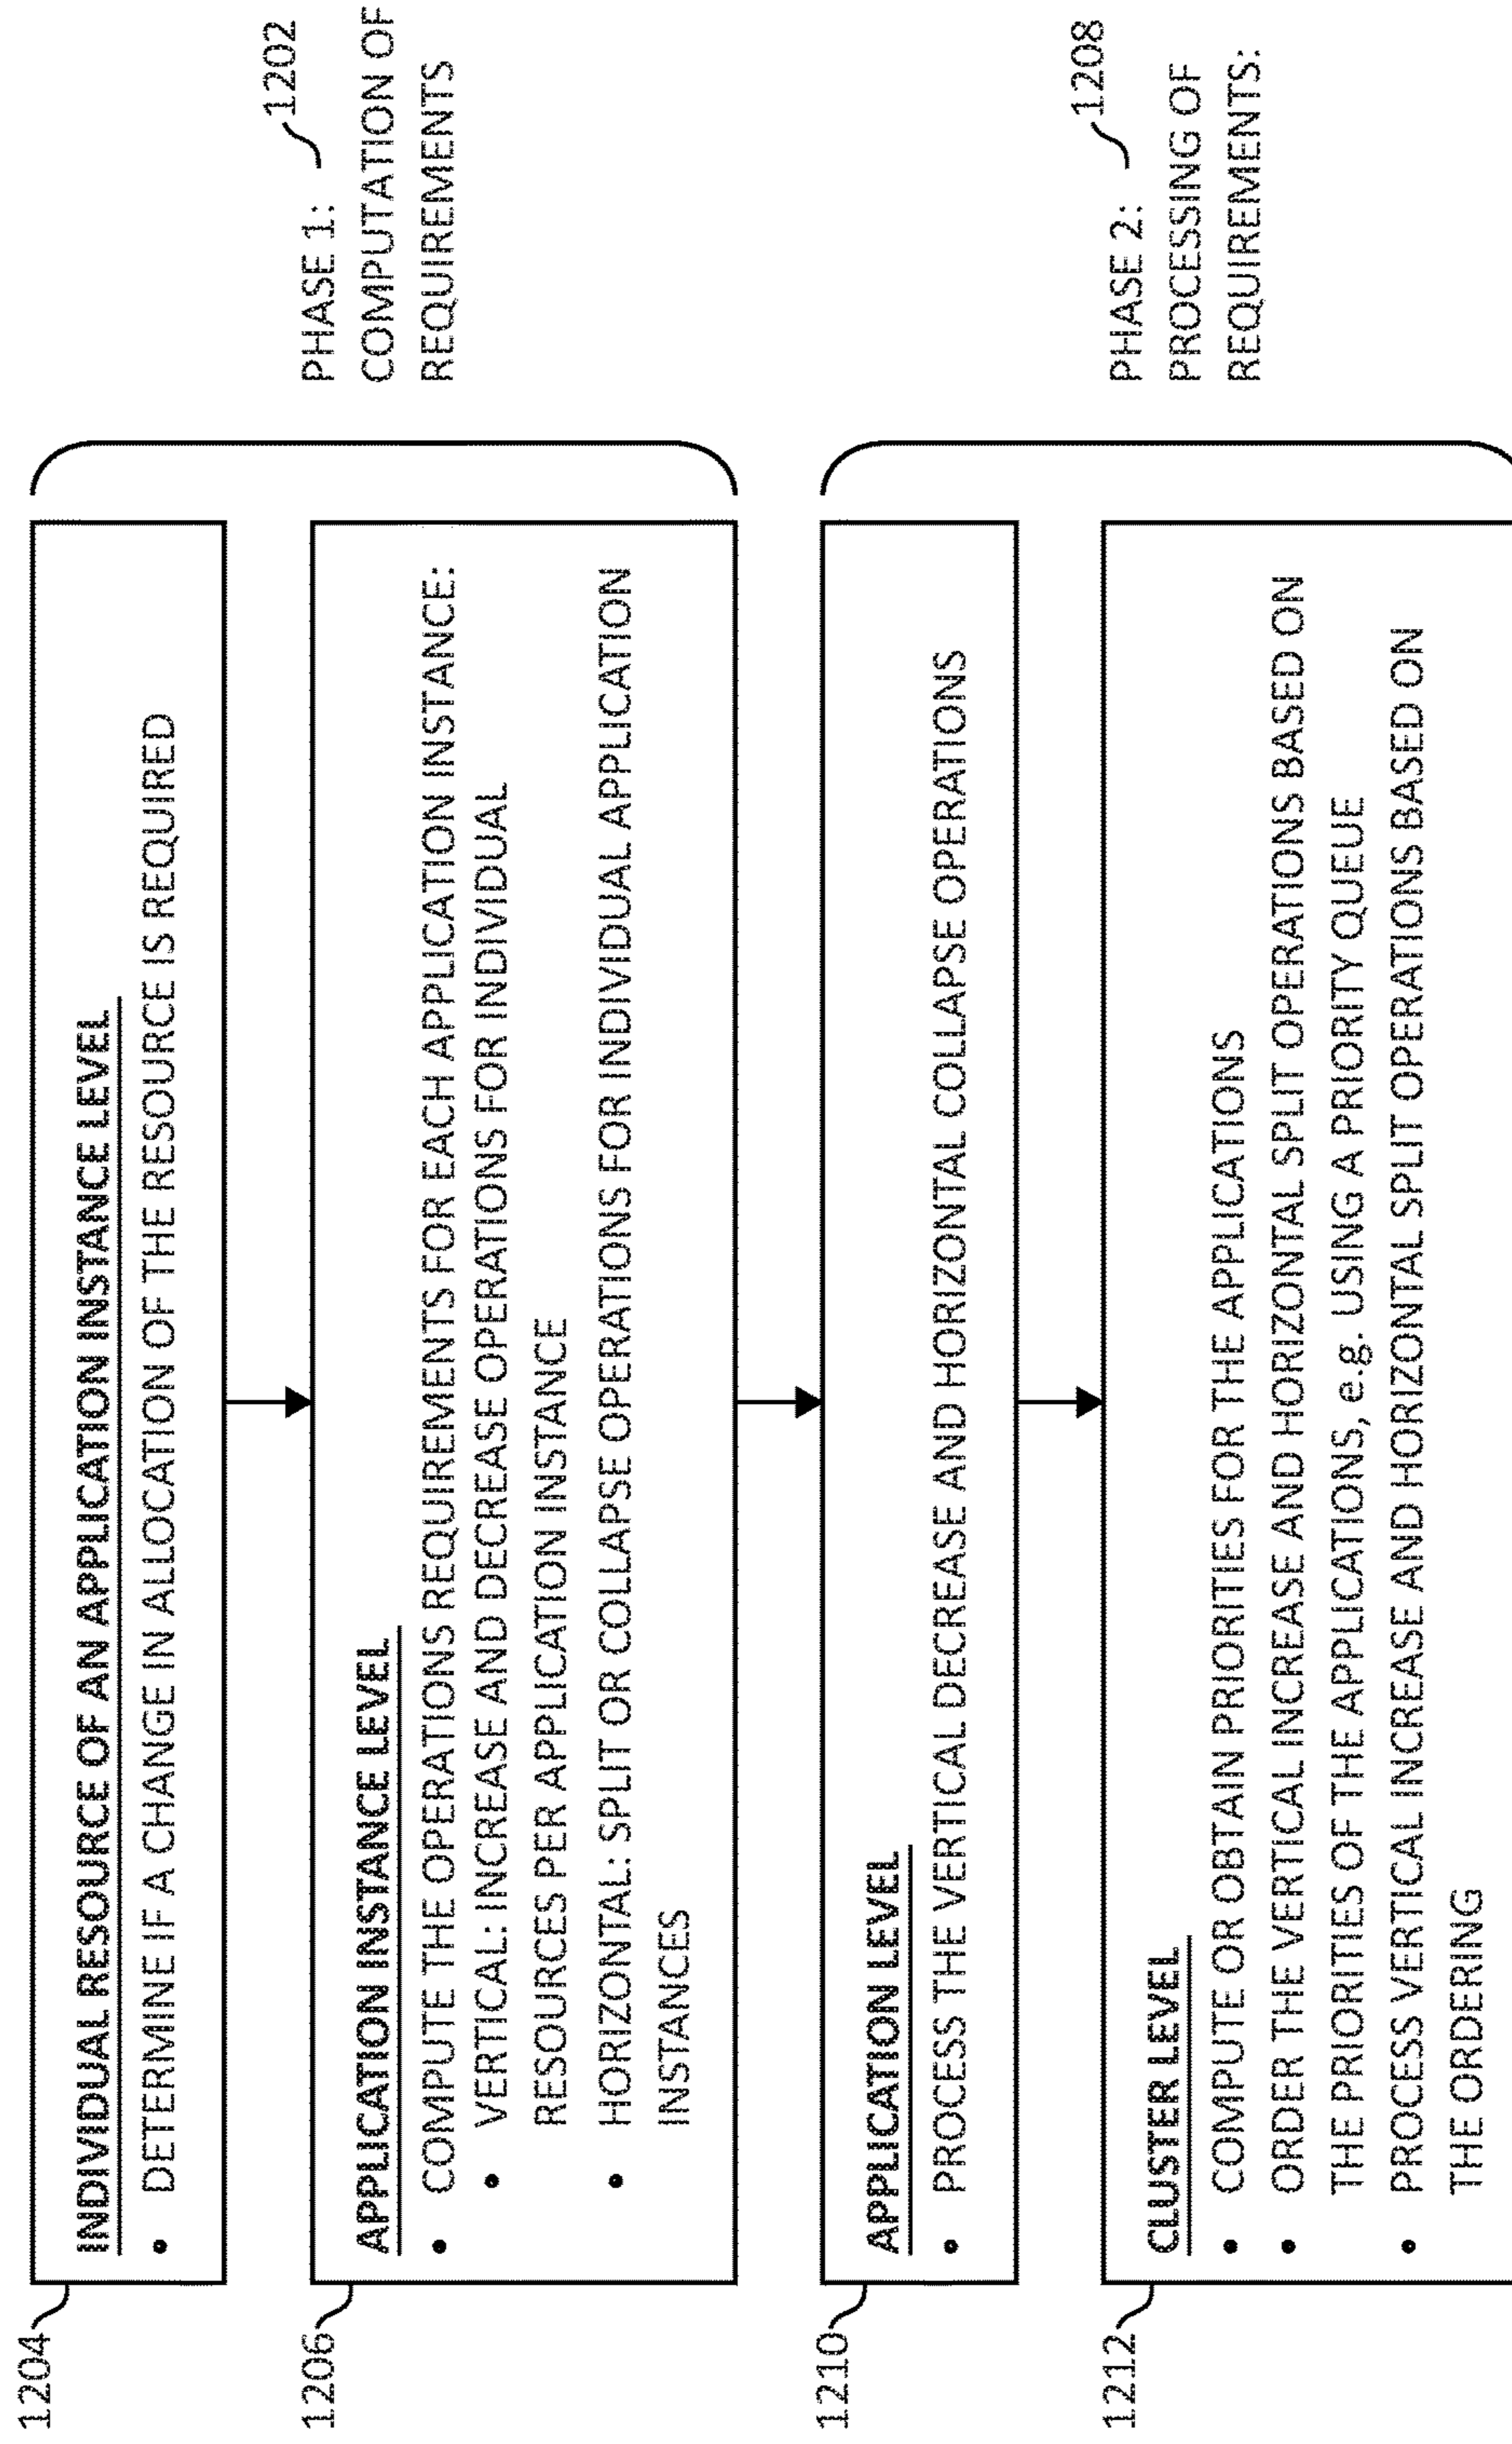 1204
INDIVIDUAL RESOURCE OF AN APPLICATION INSTANCE LEVEL
• DETERMINE IF A CHANGE IN ALLOCATION OF THE RESOURCE IS REQUIRED
1206
APPLICATION INSTANCE LEVEL
• COMPUTE THE OPERATIONS REQUIREMENTS FOR EACH APPLICATION INSTANCE:
• VERTICAL: INCREASE AND DECREASE OPERATIONS FOR INDIVIDUAL
RESOURCES PER APPLICATION INSTANCE
• HORIZONTAL: SPLIT OR COLLAPSE OPERATIONS FOR INDIVIDUAL APPLICATION
INSTANCES
1202
PHASE 1:
COMPUTATION OF
REQUIREMENTS
1210
APPLICATION LEVEL
• PROCESS THE VERTICAL DECREASE AND HORIZONTAL COLLAPSE OPERATIONS
1212
CLUSTER LEVEL
• COMPUTE OR OBTAIN PRIORITIES FOR THE APPLICATIONS
• ORDER THE VERTICAL INCREASE AND HORIZONTAL SPLIT OPERATIONS BASED ON
THE PRIORITIES OF THE APPLICATIONS, e.g. USING A PRIORITY QUEUE
• PROCESS VERTICAL INCREASE AND HORIZONTAL SPLIT OPERATIONS BASED ON
THE ORDERING
1208
PHASE 2:
PROCESSING OF
REQUIREMENTS: